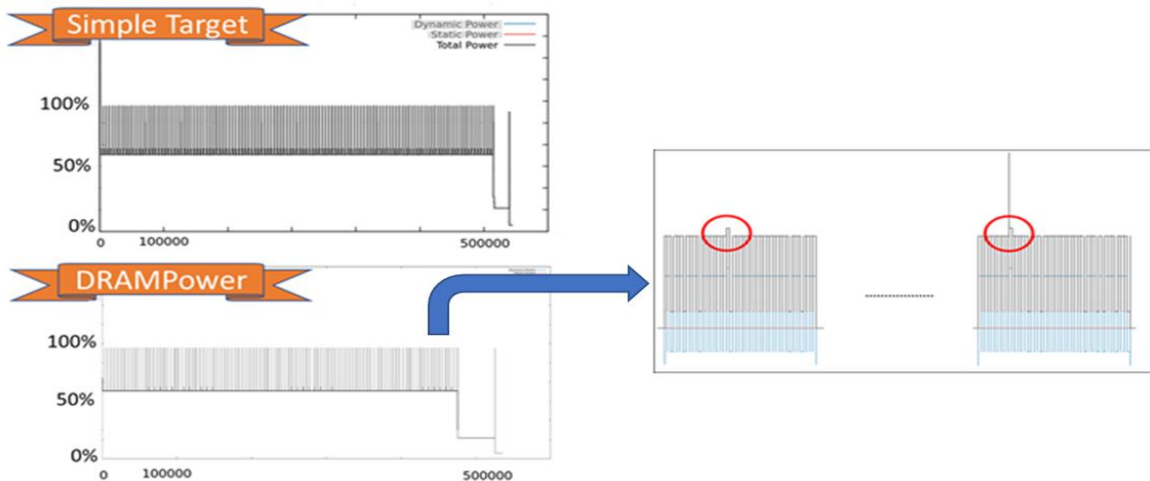 Simple Target
Dynamic Power
Static Power
Total Power
100%
50%
0%
0
100000
500000
DRAMPower
100%
50%
0%
0
100000
500000